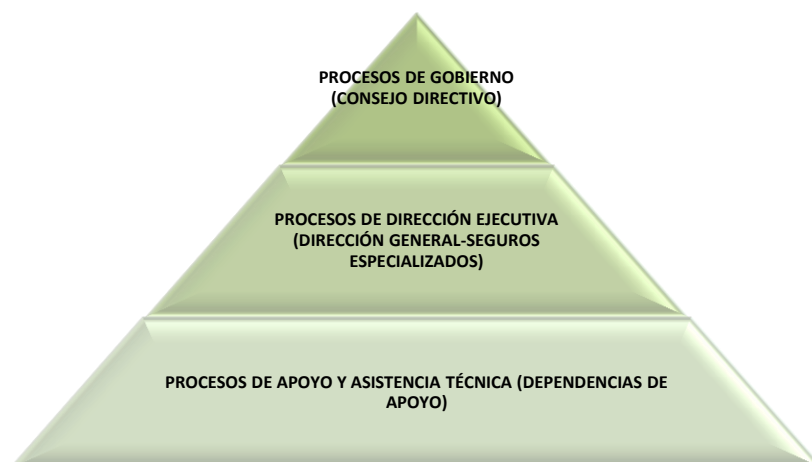 PROCESOS DE GOBIERNO
(CONSEJO DIRECTIVO)
PROCESOS DE DIRECCIÓN EJECUTIVA
(DIRECCIÓN GENERAL-SEGUROS
ESPECIALIZADOS)
PROCESOS DE APOYO Y ASISTENCIA TÉCNICA (DEPENDENCIAS DE
APOYO)